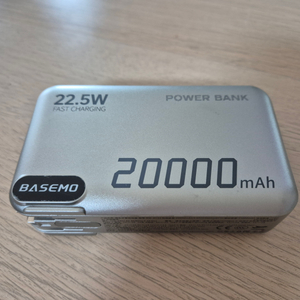 22.5W
FAST CHARGING
POWER BANK
20000mAh
BASEMO